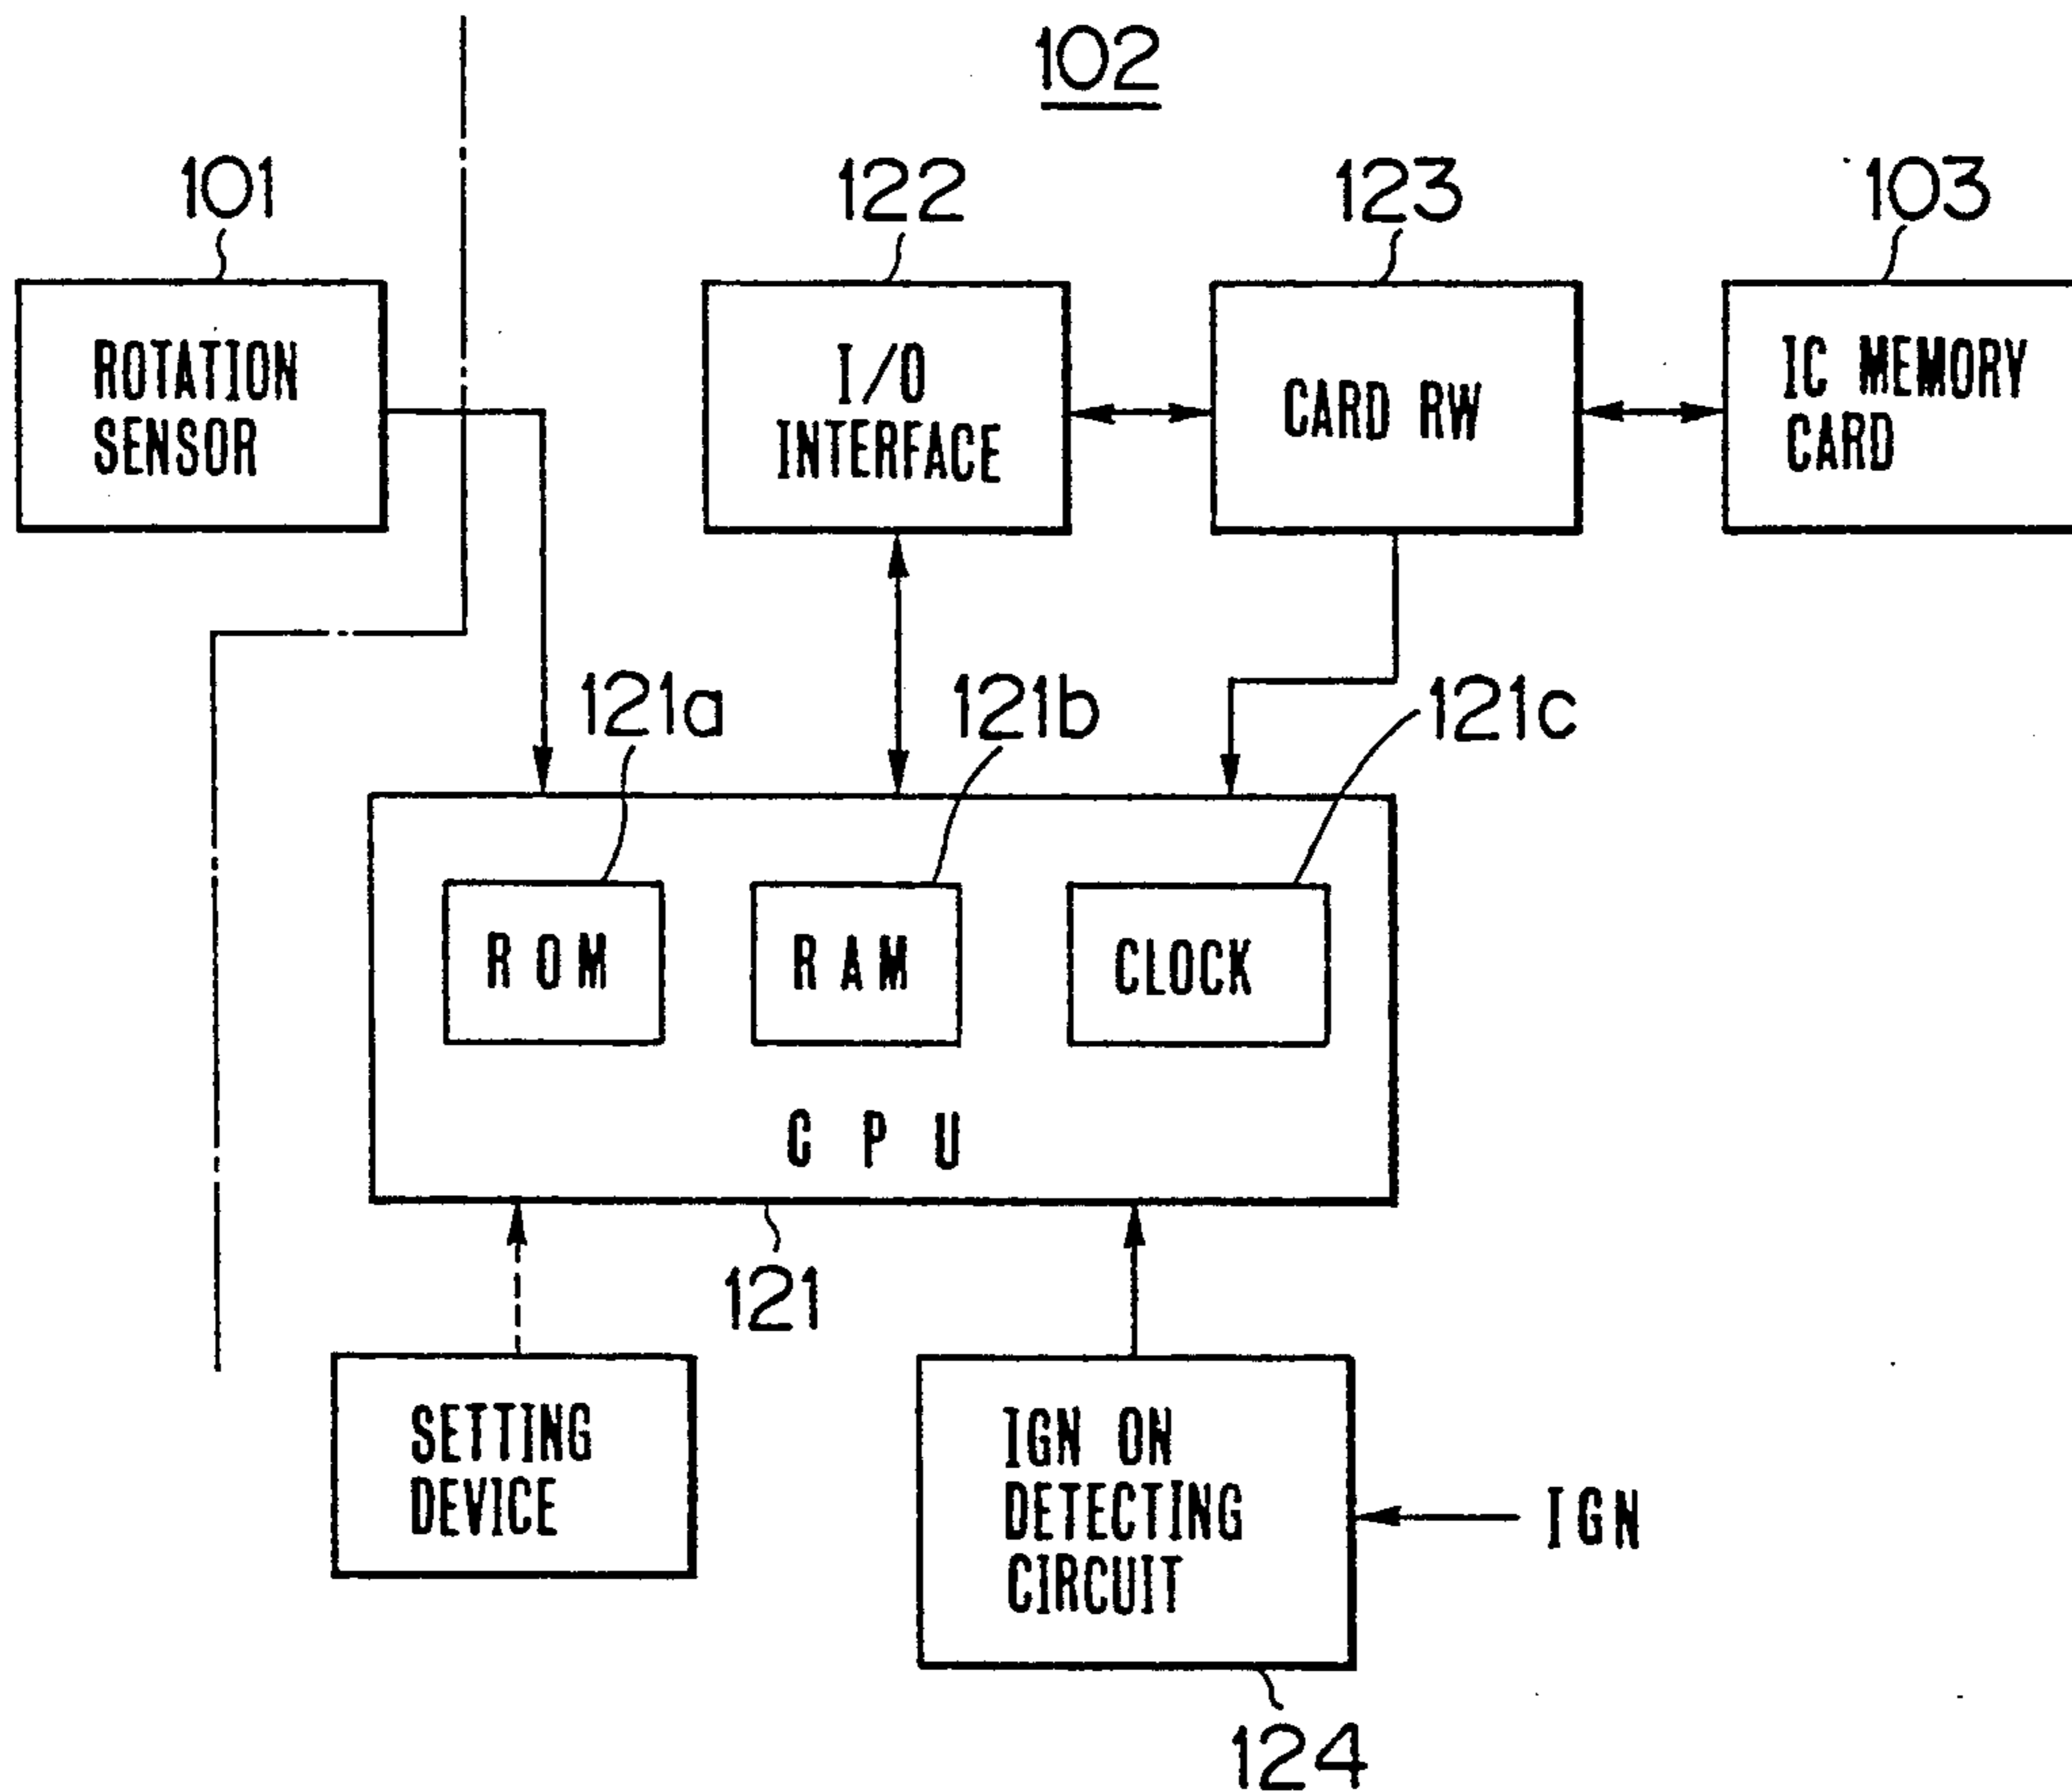 102
101
122
123
103
ROTATION
SENSOR
I/O
INTERFACE
CARD RW
IC MEMORY
CARD
121a
121b
121c
ROM
RAM
CLOCK
CPU
121
SETTING
DEVICE
IGN ON
DETECTING
CIRCUIT
IGN
124